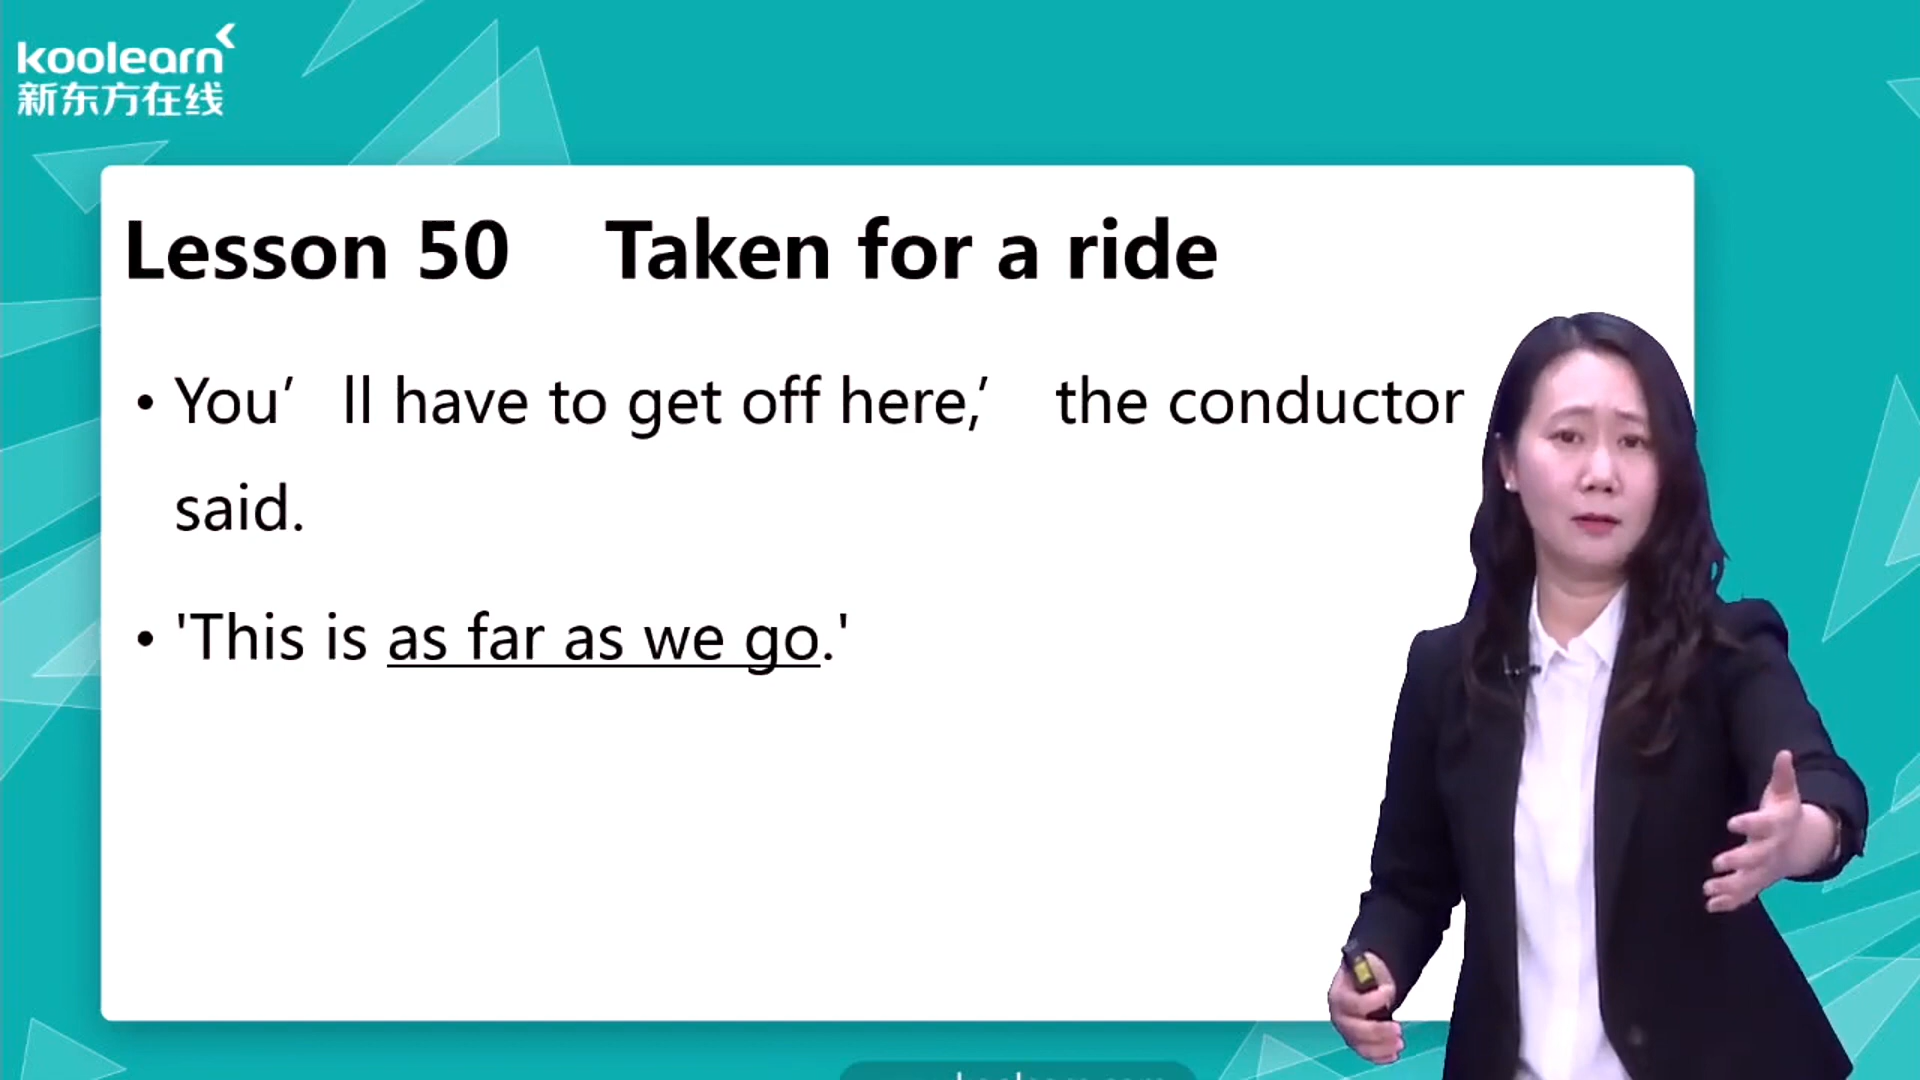 koolearn
新东方在线
Lesson 50 Taken for a ride
• You’ ll have to get off here,’ the conductor
said.
• 'This is as far as we go.'